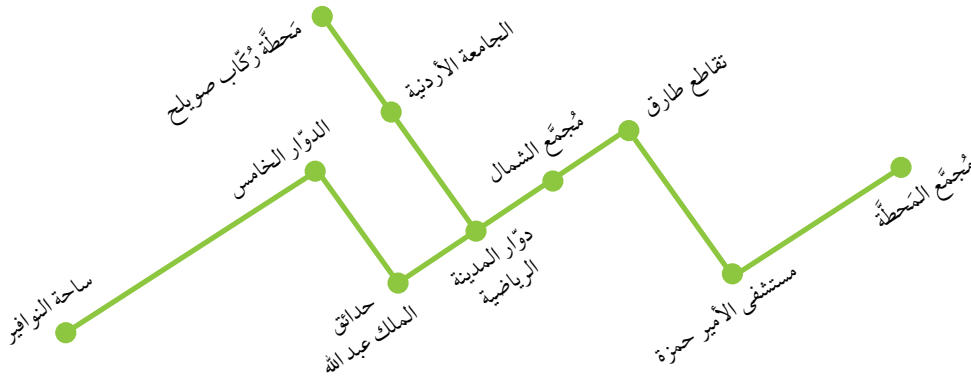 مَحطَّة رُكّاب صويلح
الجامعة الأردنية
تقاطع طارق
مُجمَّع الشمال
الدوّار الخامس
مُجمَّع المَحطَّة
دوّار المدينة
الرياضية
ساحة النوافير
حدائق
الملك عبد الله
مستشفى الأمير حمزة